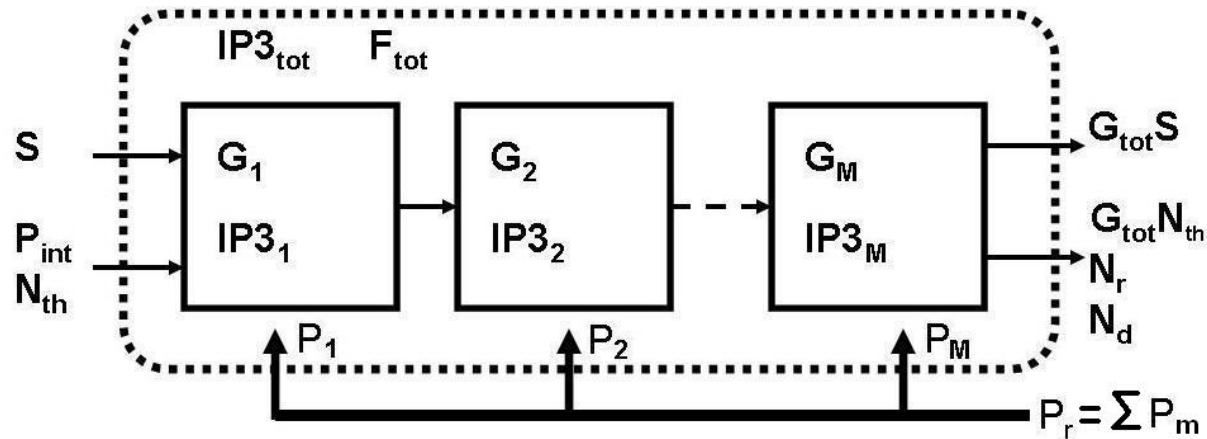 IP3tot Ftot
S
Pint
Nth
G1
IP31
G2
IP32
GM
IP3M
GtotS
GtotNth
Nr
Nd
P1
P2
PM
Pr = Σ Pm